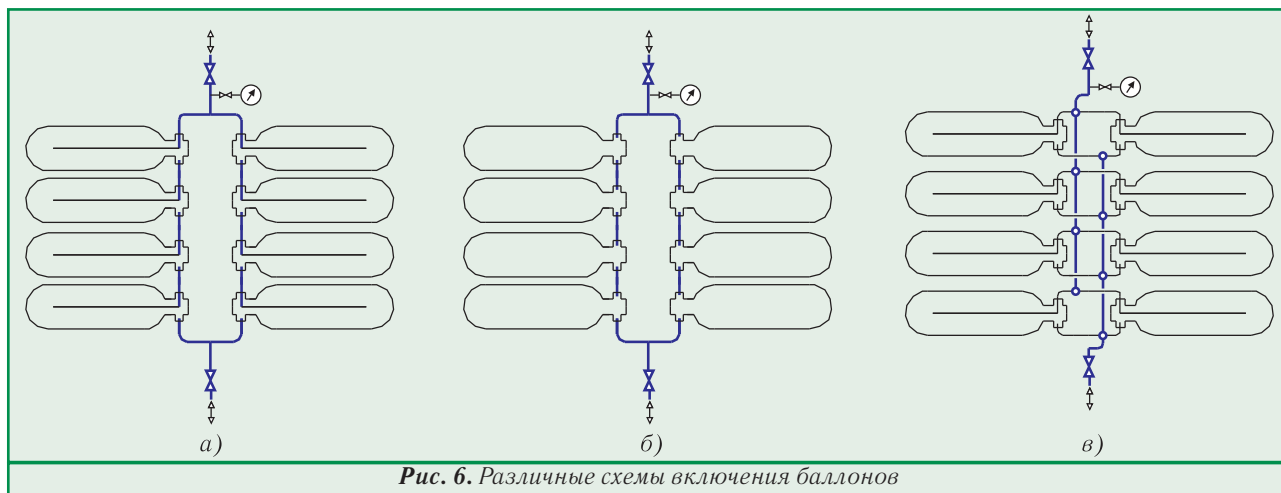 а)
б)
в)
Рис. 6. Различные схемы включения баллонов